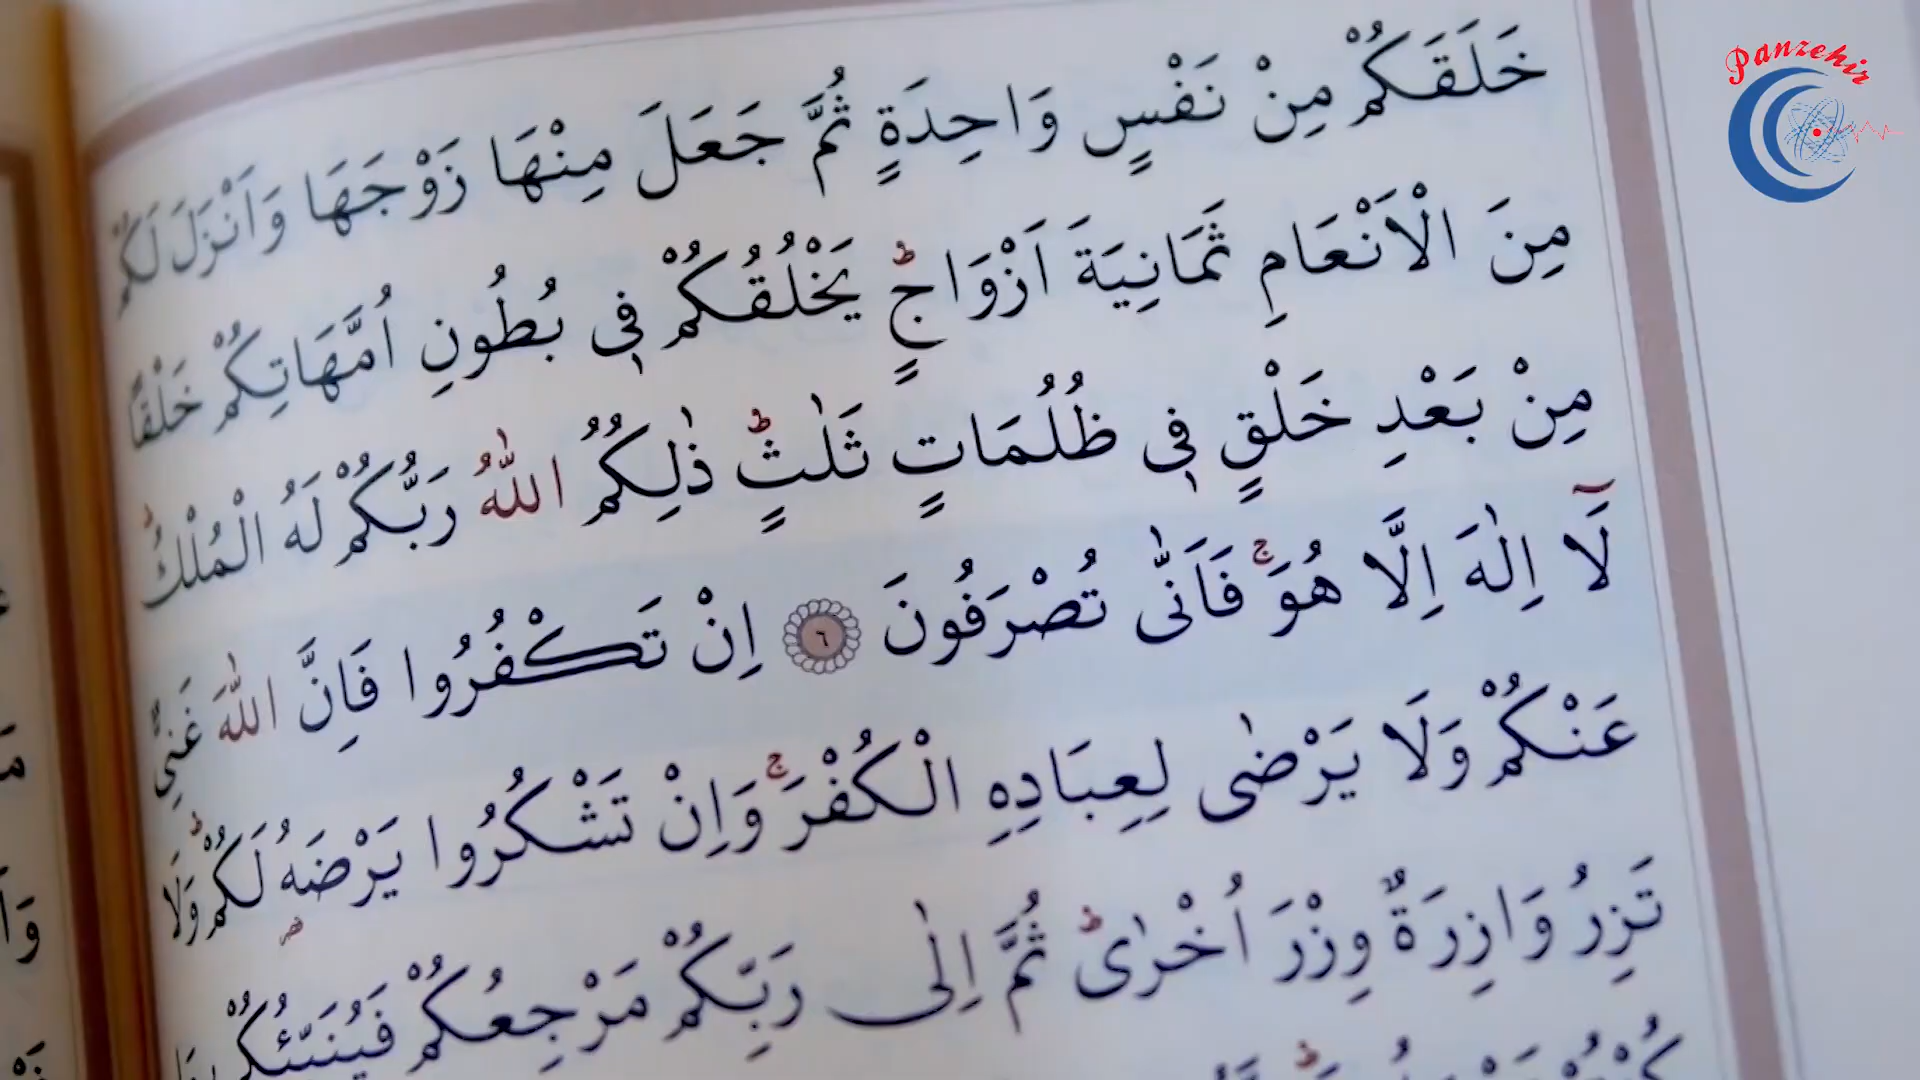 Panzehir
خَلَقَكُمْ مِنْ نَفْسٍ وَاحِدَةٍ ثُمَّ جَعَلَ مِنْهَا زَوْجَهَا وَاَنْزَلَ لَكُمْ
مِنَ الْاَنْعَامِ ثَمَانِيَةَ اَزْوَاجٍۜ يَخْلُقُكُمْ ف۪ي بُطُونِ اُمَّهَاتِكُمْ خَلْقًا
مِنْ بَعْدِ خَلْقٍ ف۪ي ظُلُمَاتٍ ثَلٰثٍۜ ذٰلِكُمُ اللّٰهُ رَبُّكُمْ لَهُ الْمُلْكُۜ
لَٓا اِلٰهَ اِلَّا هُوَۚ فَاَنّٰى تُصْرَفُونَ ٦ اِنْ تَكْفُرُوا فَاِنَّ اللّٰهَ غَنِيٌّ
عَنْكُمْ وَلَا يَرْضٰى لِعِبَادِهِ الْكُفْرَۚ وَاِنْ تَشْكُرُوا يَرْضَهُ لَكُمْۜ وَلَا
تَزِرُ وَازِرَةٌ وِزْرَ اُخْرٰىۜ ثُمَّ اِلٰى رَبِّكُمْ مَرْجِعُكُمْ فَيُنَبِّئُكُمْ